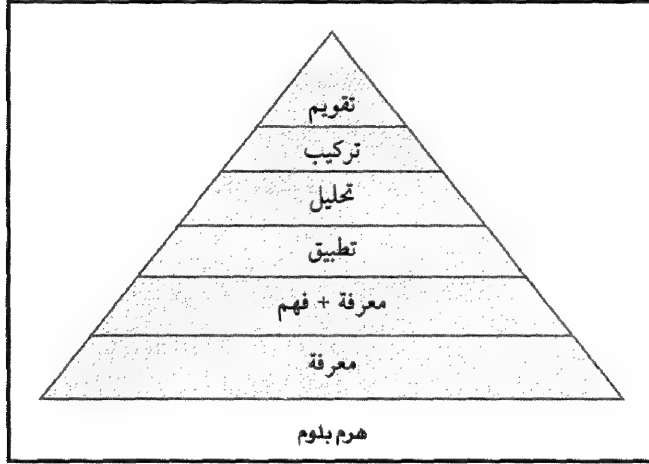 تقويم
تركيب
تحليل
تطبيق
معرفة + فهم
معرفة
هرم بلوم